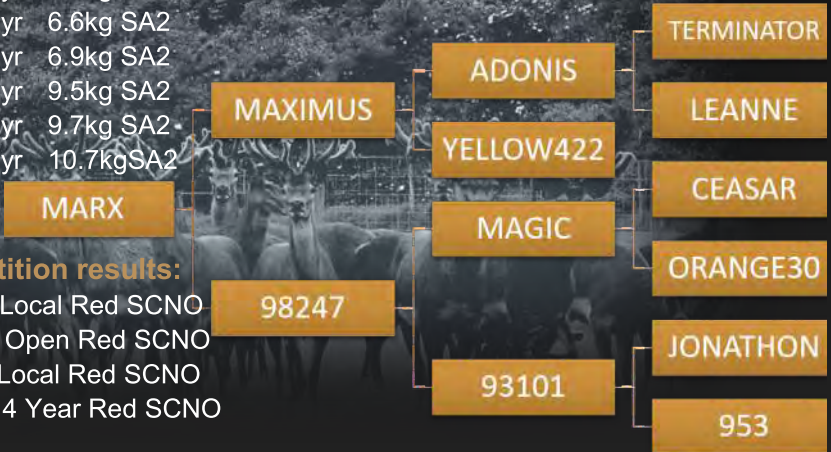 yr 6.6kg SA2
yr 6.9kg SA2
yr 9.5kg SA2
yr 9.7kg SA2
yr 10.7kgSA2
MARX
tition results:
Local Red SCNO
Open Red SCNO
Local Red SCNO
4 Year Red SCNO
MAXIMUS
98247
ADONIS
YELLOW422
MAGIC
93101
TERMINATOR
LEANNE
CEASAR
ORANGE30
JONATHON
953